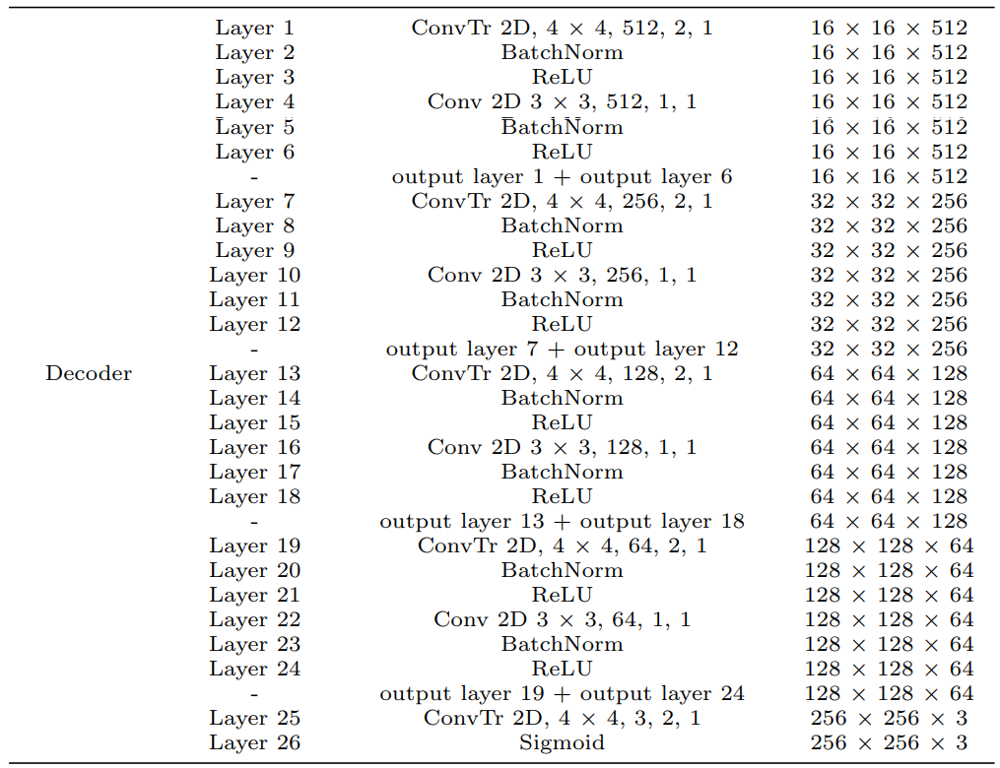 Layer 1 ConvTr 2D, 4 × 4, 512, 2, 1 16 × 16 × 512
Layer 2 BatchNorm 16 × 16 × 512
Layer 3 ReLU 16 × 16 × 512
Layer 4 Conv 2D 3 × 3, 512, 1, 1 16 × 16 × 512
Layer 5 BatchNorm 16 × 16 × 512
Layer 6 ReLU 16 × 16 × 512
- output layer 1 + output layer 6 16 × 16 × 512
Layer 7 ConvTr 2D, 4 × 4, 256, 2, 1 32 × 32 × 256
Layer 8 BatchNorm 32 × 32 × 256
Layer 9 ReLU 32 × 32 × 256
Layer 10 Conv 2D 3 × 3, 256, 1, 1 32 × 32 × 256
Layer 11 BatchNorm 32 × 32 × 256
Layer 12 ReLU 32 × 32 × 256
- output layer 7 + output layer 12 32 × 32 × 256
Decoder Layer 13 ConvTr 2D, 4 × 4, 128, 2, 1 64 × 64 × 128
Layer 14 BatchNorm 64 × 64 × 128
Layer 15 ReLU 64 × 64 × 128
Layer 16 Conv 2D 3 × 3, 128, 1, 1 64 × 64 × 128
Layer 17 BatchNorm 64 × 64 × 128
Layer 18 ReLU 64 × 64 × 128
- output layer 13 + output layer 18 64 × 64 × 128
Layer 19 ConvTr 2D, 4 × 4, 64, 2, 1 128 × 128 × 64
Layer 20 BatchNorm 128 × 128 × 64
Layer 21 ReLU 128 × 128 × 64
Layer 22 Conv 2D 3 × 3, 64, 1, 1 128 × 128 × 64
Layer 23 BatchNorm 128 × 128 × 64
Layer 24 ReLU 128 × 128 × 64
- output layer 19 + output layer 24 128 × 128 × 64
Layer 25 ConvTr 2D, 4 × 4, 3, 2, 1 256 × 256 × 3
Layer 26 Sigmoid 256 × 256 × 3